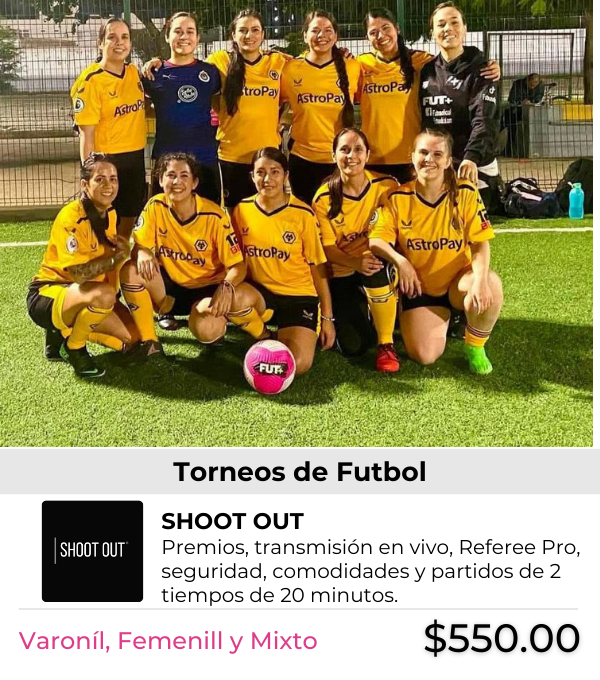 AstroPay
AstroPay
AstroPay
AstroPay
FUT+
AstroPay
AstroPay
AstroPay
FUT+
Torneos de Futbol
SHOOT OUT
SHOOT OUT
Premios, transmisión en vivo, Referee Pro,
seguridad, comodidades y partidos de 2
tiempos de 20 minutos.
Varoníl, Femenill y Mixto
$550.00